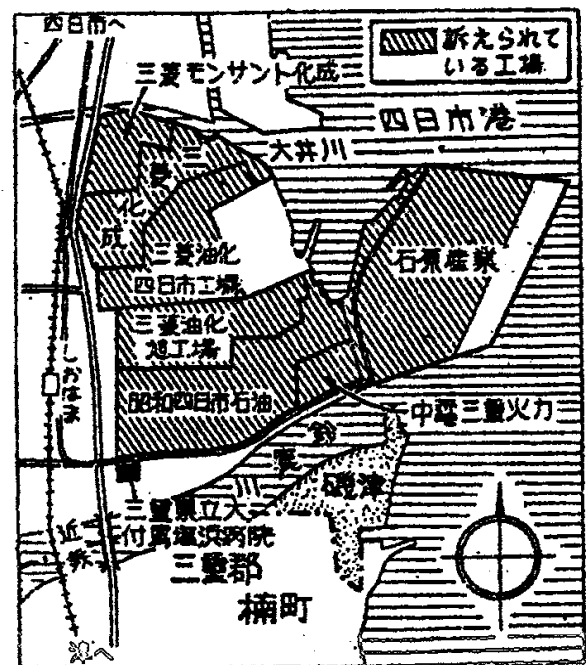 四日市へ
訴えられて
いる工場
三菱モンサント化成
四日市港
大井川
三菱
化成
石原産業
三菱油化
四日市工場
三菱油化
旭工場
しおはま
昭和四日市石油
中電三重火力
鈴鹿川
磯津
三重県立大
付属塩浜病院
近鉄
三重郡
楠町